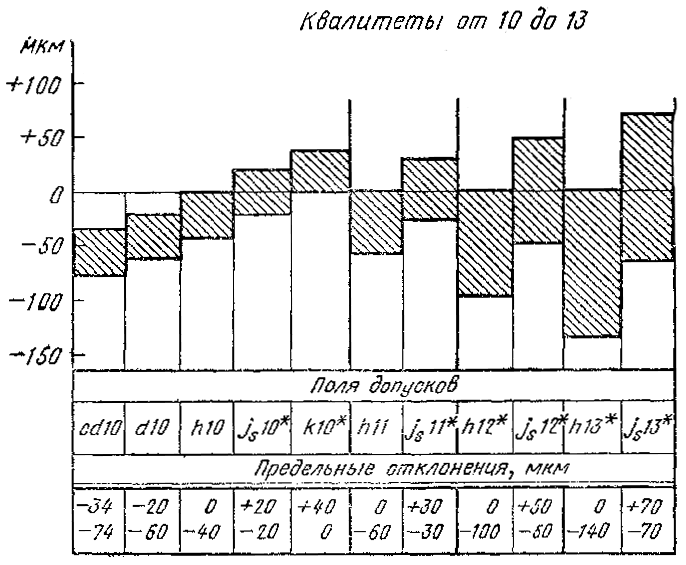 Квалитеты от 10 до 13
мкм
+100
+50
0
−50
−100
−150
Поля допусков
cd10 d10 h10 js10* k10* h11 js11* h12* js12* h13* js13*
Предельные отклонения, мкм
−34 −20 0 +20 +40 0 +30 0 +50 0 +70
−74 −60 −40 −20 0 −60 −30 −100 −50 −140 −70